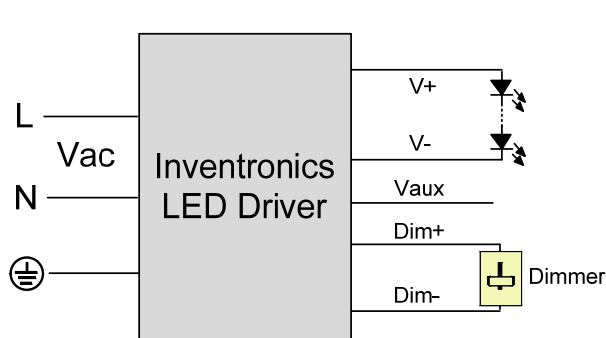 L
Vac
N
Inventronics
LED Driver
V+
V-
Vaux
Dim+
Dim-
Dimmer